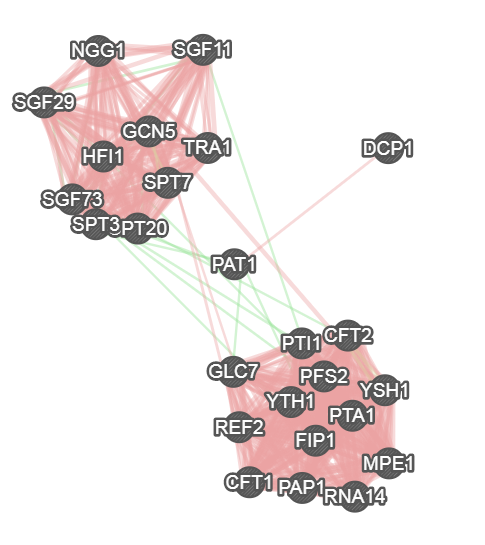 NGG1
SGF11
SGF29
GCN5
TRA1
HFI1
DCP1
SPT7
SGF73
SPT3
SPT20
PAT1
PTI1
CFT2
GLC7
PFS2
YSH1
YTH1
PTA1
REF2
FIP1
MPE1
CFT1
PAP1
RNA14